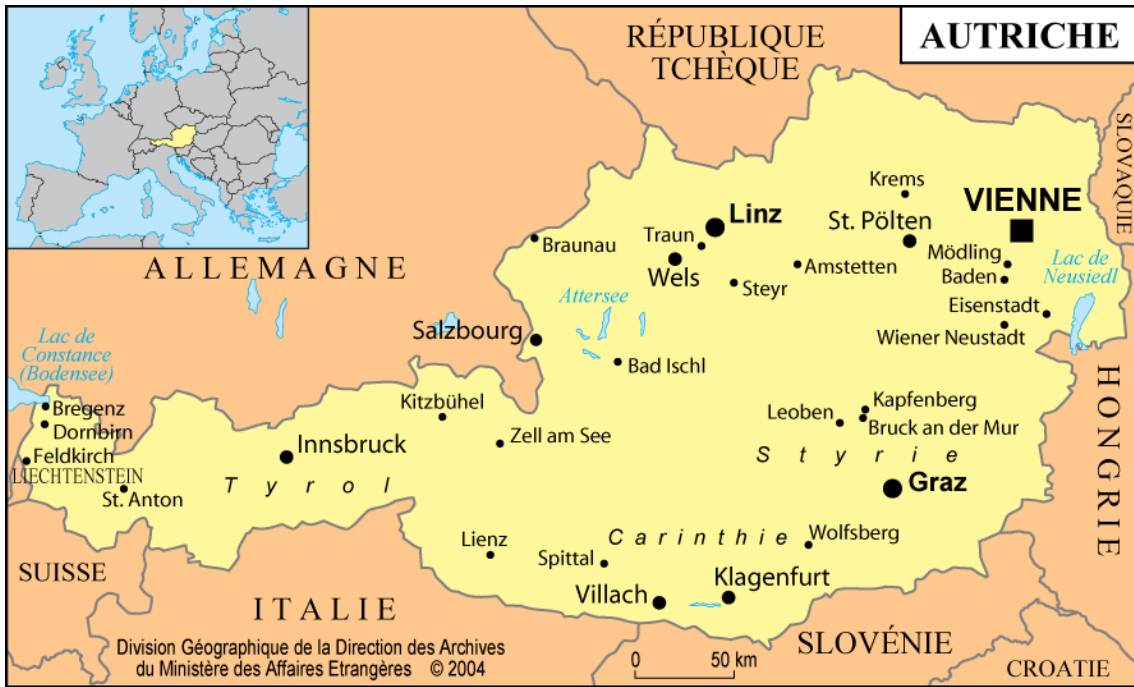 AUTRICHE
RÉPUBLIQUE
TCHÈQUE
SLOVAQUIE
Krems
VIENNE
Linz
St. Pölten
Traun
Braunau
Mödling
Lac de
Neusiedl
ALLEMAGNE
Wels
Amstetten
Baden
Steyr
Attersee
Eisenstadt
Salzbourg
Wiener Neustadt
Lac de
Constance
(Bodensee)
Bad Ischl
HONGRIE
Kitzbühel
Kapfenberg
Bregenz
Leoben
Bruck an der Mur
Dornbirn
Innsbruck
Zell am See
Feldkirch
Styrie
LIECHTENSTEIN
Tyrol
Graz
St. Anton
Carinthie
Wolfsberg
Lienz
Spittal
SUISSE
Klagenfurt
Villach
ITALIE
SLOVÉNIE
Division Géographique de la Direction des Archives
du Ministère des Affaires Etrangères © 2004
0 50 km
CROATIE